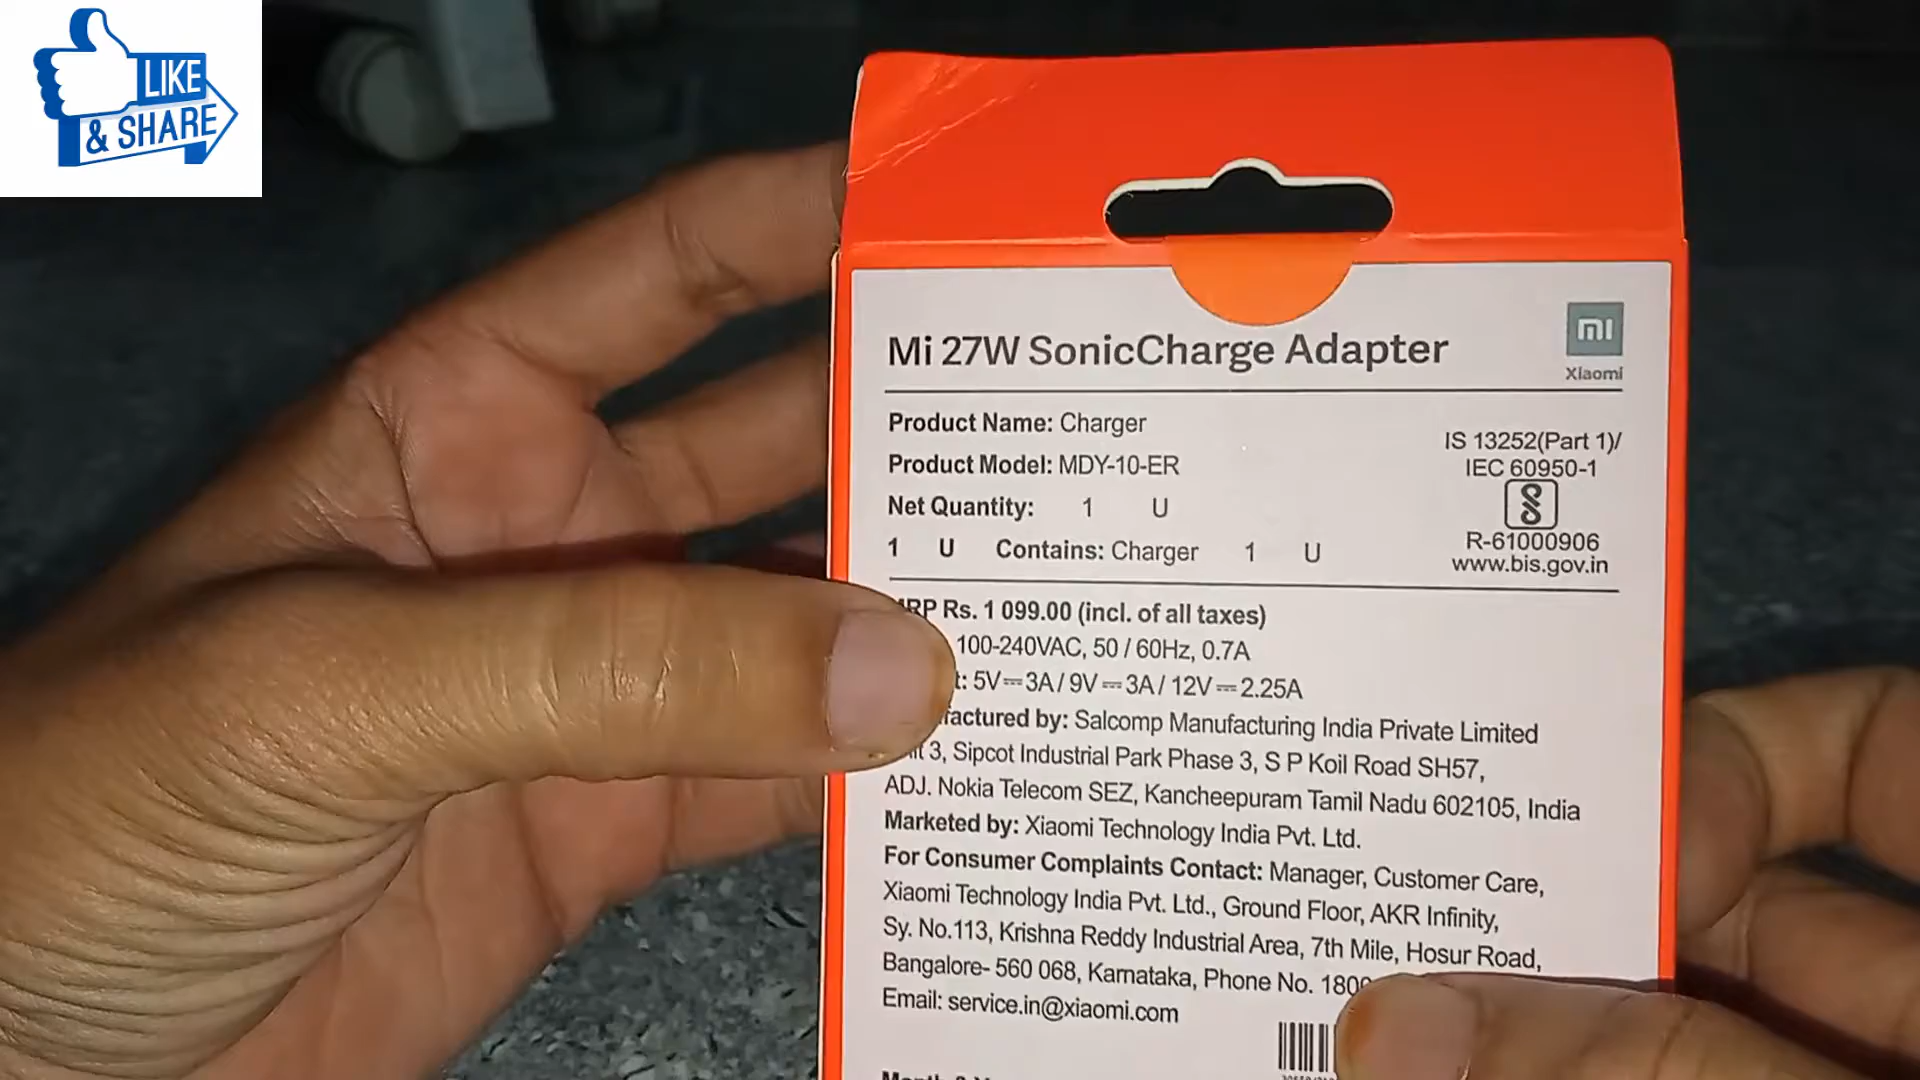 LIKE
& SHARE
Mi 27W SonicCharge Adapter
mi
Xiaomi
Product Name: Charger
Product Model: MDY-10-ER
Net Quantity: 1 U
1 U Contains: Charger 1 U
IS 13252(Part 1)/
IEC 60950-1
R-61000906
www.bis.gov.in
MRP Rs. 1 099.00 (incl. of all taxes)
100-240VAC, 50 / 60Hz, 0.7A
5V⎓3A / 9V⎓3A / 12V⎓2.25A
by: Salcomp Manufacturing India Private Limited
3, Sipcot Industrial Park Phase 3, S P Koil Road SH57,
ADJ. Nokia Telecom SEZ, Kancheepuram Tamil Nadu 602105, India
Marketed by: Xiaomi Technology India Pvt. Ltd.
For Consumer Complaints Contact: Manager, Customer Care,
Xiaomi Technology India Pvt. Ltd., Ground Floor, AKR Infinity,
Sy. No.113, Krishna Reddy Industrial Area, 7th Mile, Hosur Road,
Bangalore- 560 068, Karnataka, Phone No. 1800
Email: service.in@xiaomi.com